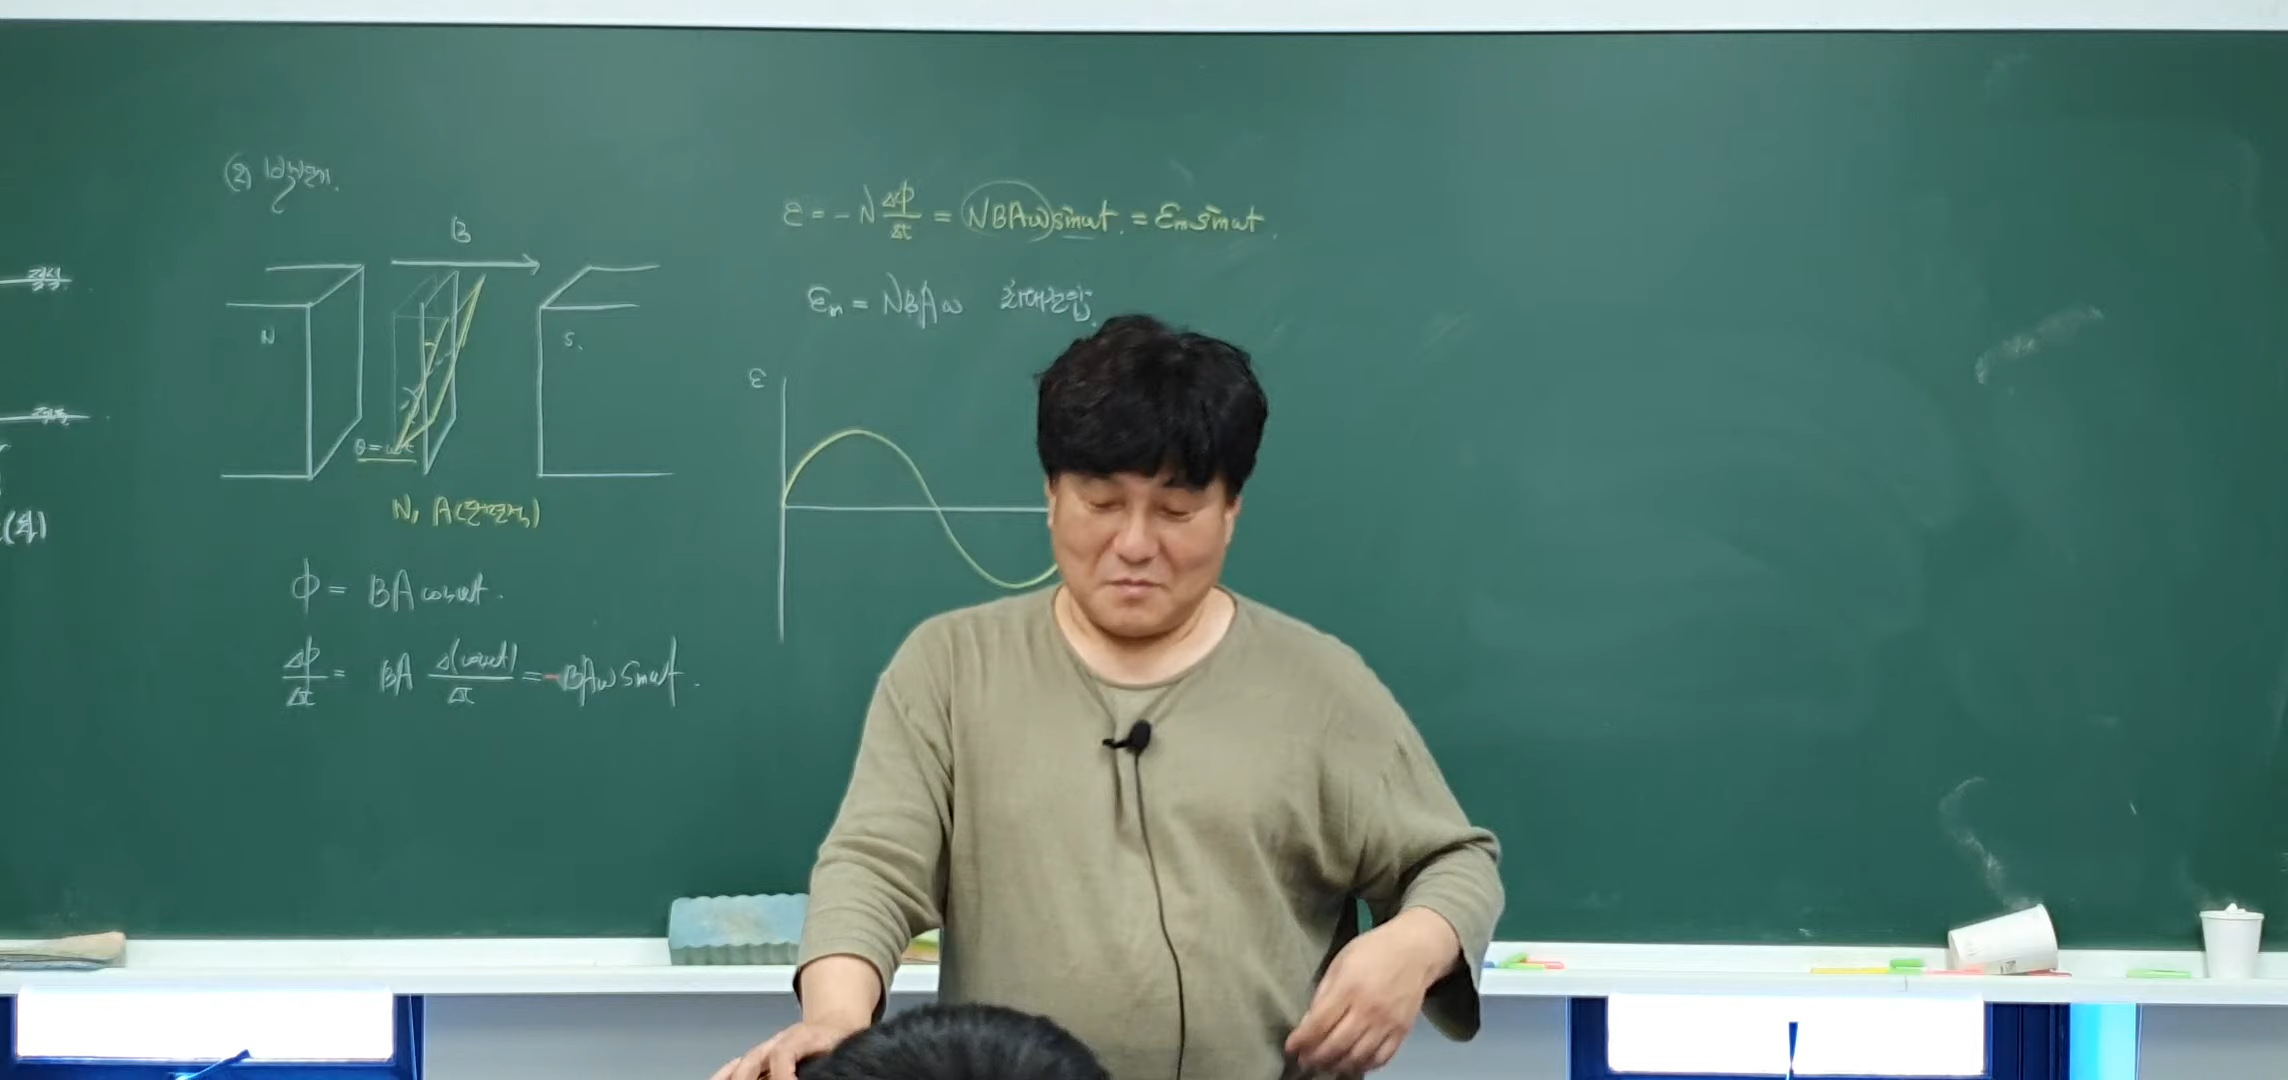 (2) 발전기.
B
N
S.
θ = ωt
N, A(단면적)
Φ = BA cosωt.
ΔΦ/Δt = BA Δ(cosωt)/Δt = -BAω sinωt.
ε = -N ΔΦ/Δt = NBAω sinωt. = εm sinωt.
εm = NBAω 최대전압.
ε